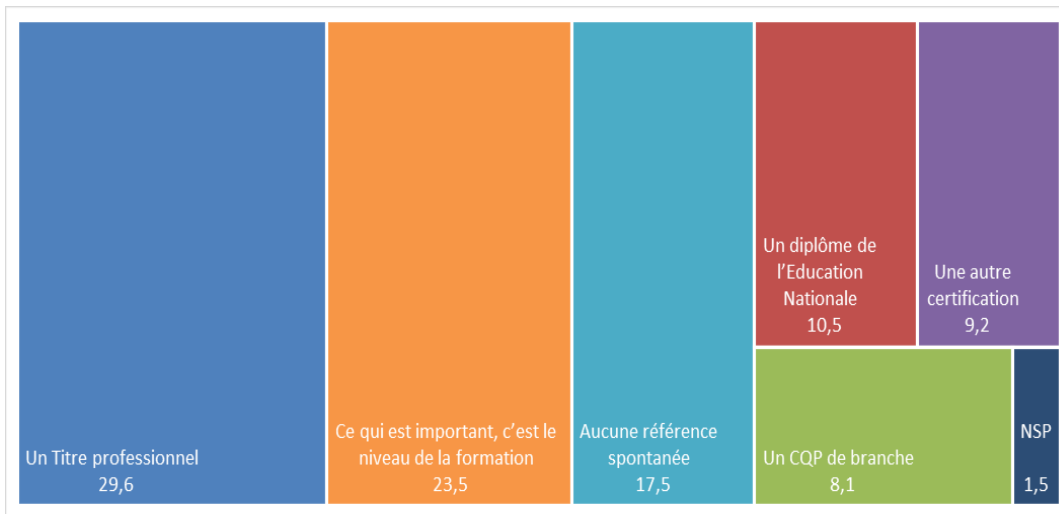 Un Titre professionnel
29,6
Ce qui est important, c’est le
niveau de la formation
23,5
Aucune référence
spontanée
17,5
Un diplôme de
l’Education
Nationale
10,5
Une autre
certification
9,2
Un CQP de branche
8,1
NSP
1,5